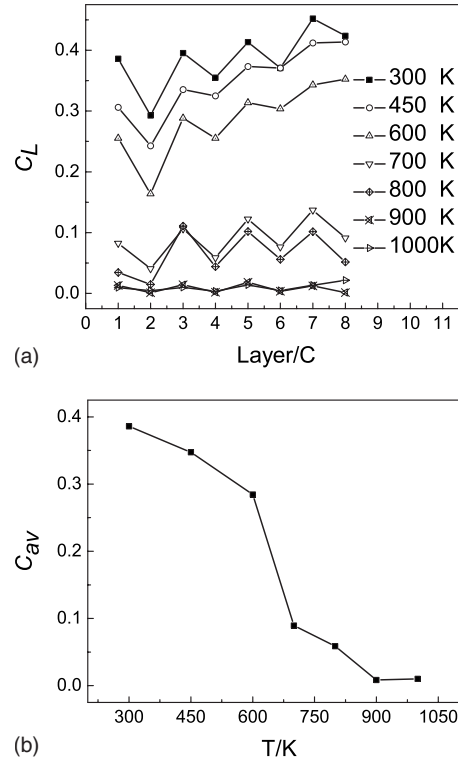 0.4
0.3
0.2
0.1
0.0
C_L
300 K
450 K
600 K
700 K
800 K
900 K
1000K
0 1 2 3 4 5 6 7 8 9 10 11
Layer/C
(a)
0.4
0.3
0.2
0.1
0.0
C_av
300 450 600 750 900 1050
T/K
(b)